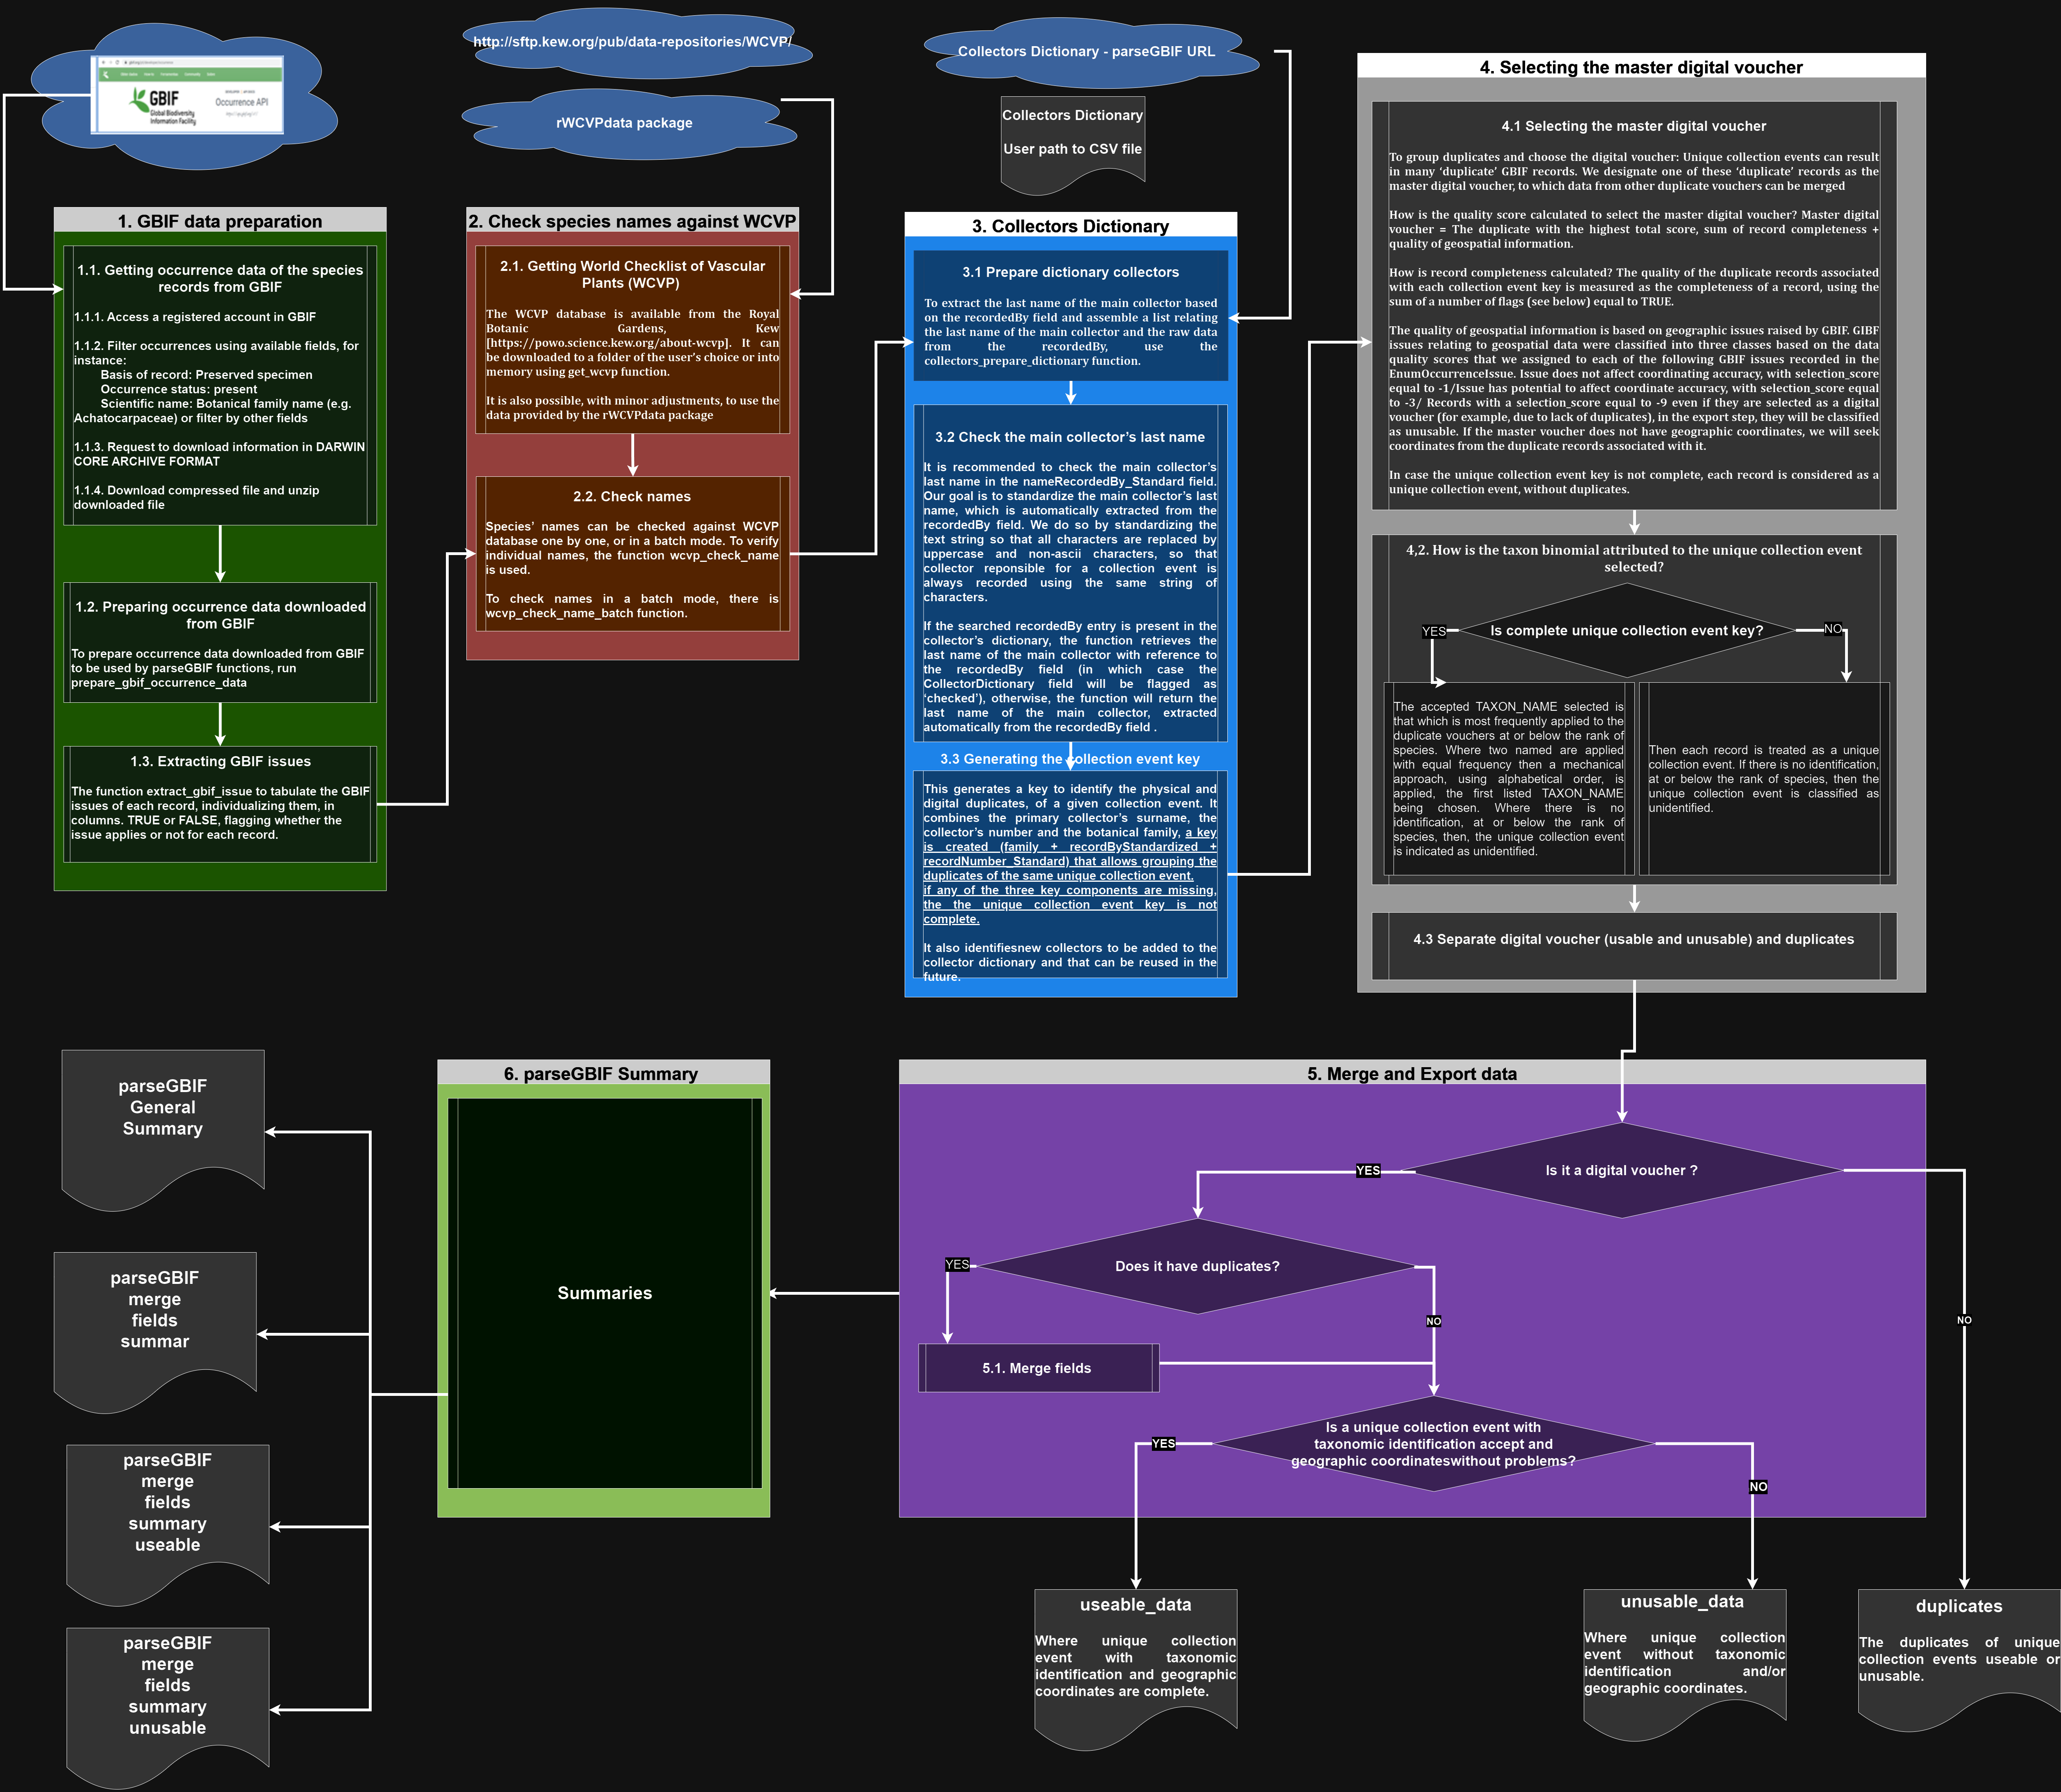 GBIF
Global Biodiversity
Information Facility
Occurrence API
http://sftp.kew.org/pub/data-repositories/WCVP/
rWCVPdata package
Collectors Dictionary - parseGBIF URL
Collectors Dictionary
User path to CSV file
1. GBIF data preparation
1.1. Getting occurrence data of the species
records from GBIF
1.1.1. Access a registered account in GBIF
1.1.2. Filter occurrences using available fields, for
instance:
Basis of record: Preserved specimen
Occurrence status: present
Scientific name: Botanical family name (e.g.
Achatocarpaceae) or filter by other fields
1.1.3. Request to download information in DARWIN
CORE ARCHIVE FORMAT
1.1.4. Download compressed file and unzip
downloaded file
1.2. Preparing occurrence data downloaded
from GBIF
To prepare occurrence data downloaded from GBIF
to be used by parseGBIF functions, run
prepare_gbif_occurrence_data
1.3. Extracting GBIF issues
The function extract_gbif_issue to tabulate the GBIF
issues of each record, individualizing them, in
columns. TRUE or FALSE, flagging whether the
issue applies or not for each record.
2. Check species names against WCVP
2.1. Getting World Checklist of Vascular
Plants (WCVP)
The WCVP database is available from the Royal
Botanic Gardens, Kew
[https://powo.science.kew.org/about-wcvp]. It can
be downloaded to a folder of the user's choice or into
memory using get_wcvp function.
It is also possible, with minor adjustments, to use the
data provided by the rWCVPdata package
2.2. Check names
Species' names can be checked against WCVP
database one by one, or in a batch mode. To verify
individual names, the function wcvp_check_name
is used.
To check names in a batch mode, there is
wcvp_check_name_batch function.
3. Collectors Dictionary
3.1 Prepare dictionary collectors
To extract the last name of the main collector based
on the recordedBy field and assemble a list relating
the last name of the main collector and the raw data
from the recordedBy, use the
collectors_prepare_dictionary function.
3.2 Check the main collector's last name
It is recommended to check the main collector's
last name in the nameRecordedBy_Standard field.
Our goal is to standardize the main collector's last
name, which is automatically extracted from the
recordedBy field. We do so by standardizing the
text string so that all characters are replaced by
uppercase and non-ascii characters, so that
collector reponsible for a collection event is
always recorded using the same string of
characters.
If the searched recordedBy entry is present in the
collector's dictionary, the function retrieves the
last name of the main collector with reference to
the recordedBy field (in which case the
CollectorDictionary field will be flagged as
'checked'), otherwise, the function will return the
last name of the main collector, extracted
automatically from the recordedBy field .
3.3 Generating the collection event key
This generates a key to identify the physical and
digital duplicates, of a given collection event. It
combines the primary collector's surname, the
collector's number and the botanical family, a key
is created (family + recordByStandardized +
recordNumber_Standard) that allows grouping the
duplicates of the same unique collection event.
if any of the three key components are missing,
the the unique collection event key is not
complete.
It also identifiesnew collectors to be added to the
collector dictionary and that can be reused in the
future.
4. Selecting the master digital voucher
4.1 Selecting the master digital voucher
To group duplicates and choose the digital voucher: Unique collection events can result
in many 'duplicate' GBIF records. We designate one of these 'duplicate' records as the
master digital voucher, to which data from other duplicate vouchers can be merged
How is the quality score calculated to select the master digital voucher? Master digital
voucher = The duplicate with the highest total score, sum of record completeness +
quality of geospatial information.
How is record completeness calculated? The quality of the duplicate records associated
with each collection event key is measured as the completeness of a record, using the
sum of a number of flags (see below) equal to TRUE.
The quality of geospatial information is based on geographic issues raised by GBIF. GIBF
issues relating to geospatial data were classified into three classes based on the data
quality scores that we assigned to each of the following GBIF issues recorded in the
EnumOccurrenceIssue. Issue does not affect coordinating accuracy, with selection_score
equal to -1/Issue has potential to affect coordinate accuracy, with selection_score equal
to -3/ Records with a selection_score equal to -9 even if they are selected as a digital
voucher (for example, due to lack of duplicates), in the export step, they will be classified
as unusable. If the master voucher does not have geographic coordinates, we will seek
coordinates from the duplicate records associated with it.
In case the unique collection event key is not complete, each record is considered as a
unique collection event, without duplicates.
4,2. How is the taxon binomial attributed to the unique collection event
selected?
Is complete unique collection event key?
YES
NO
The accepted TAXON_NAME selected is
that which is most frequently applied to the
duplicate vouchers at or below the rank of
species. Where two named are applied
with equal frequency then a mechanical
approach, using alphabetical order, is
applied, the first listed TAXON_NAME
being chosen. Where there is no
identification, at or below the rank of
species, then, the unique collection event
is indicated as unidentified.
Then each record is treated as a unique
collection event. If there is no identification,
at or below the rank of species, then the
unique collection event is classified as
unidentified.
4.3 Separate digital voucher (usable and unusable) and duplicates
5. Merge and Export data
Is it a digital voucher ?
YES
NO
Does it have duplicates?
YES
NO
5.1. Merge fields
Is a unique collection event with
taxonomic identification accept and
geographic coordinateswithout problems?
YES
NO
useable_data
Where unique collection
event with taxonomic
identification and geographic
coordinates are complete.
unusable_data
Where unique collection
event without taxonomic
identification and/or
geographic coordinates.
duplicates
The duplicates of unique
collection events useable or
unusable.
6. parseGBIF Summary
Summaries
parseGBIF
General
Summary
parseGBIF
merge
fields
summar
parseGBIF
merge
fields
summary
useable
parseGBIF
merge
fields
summary
unusable